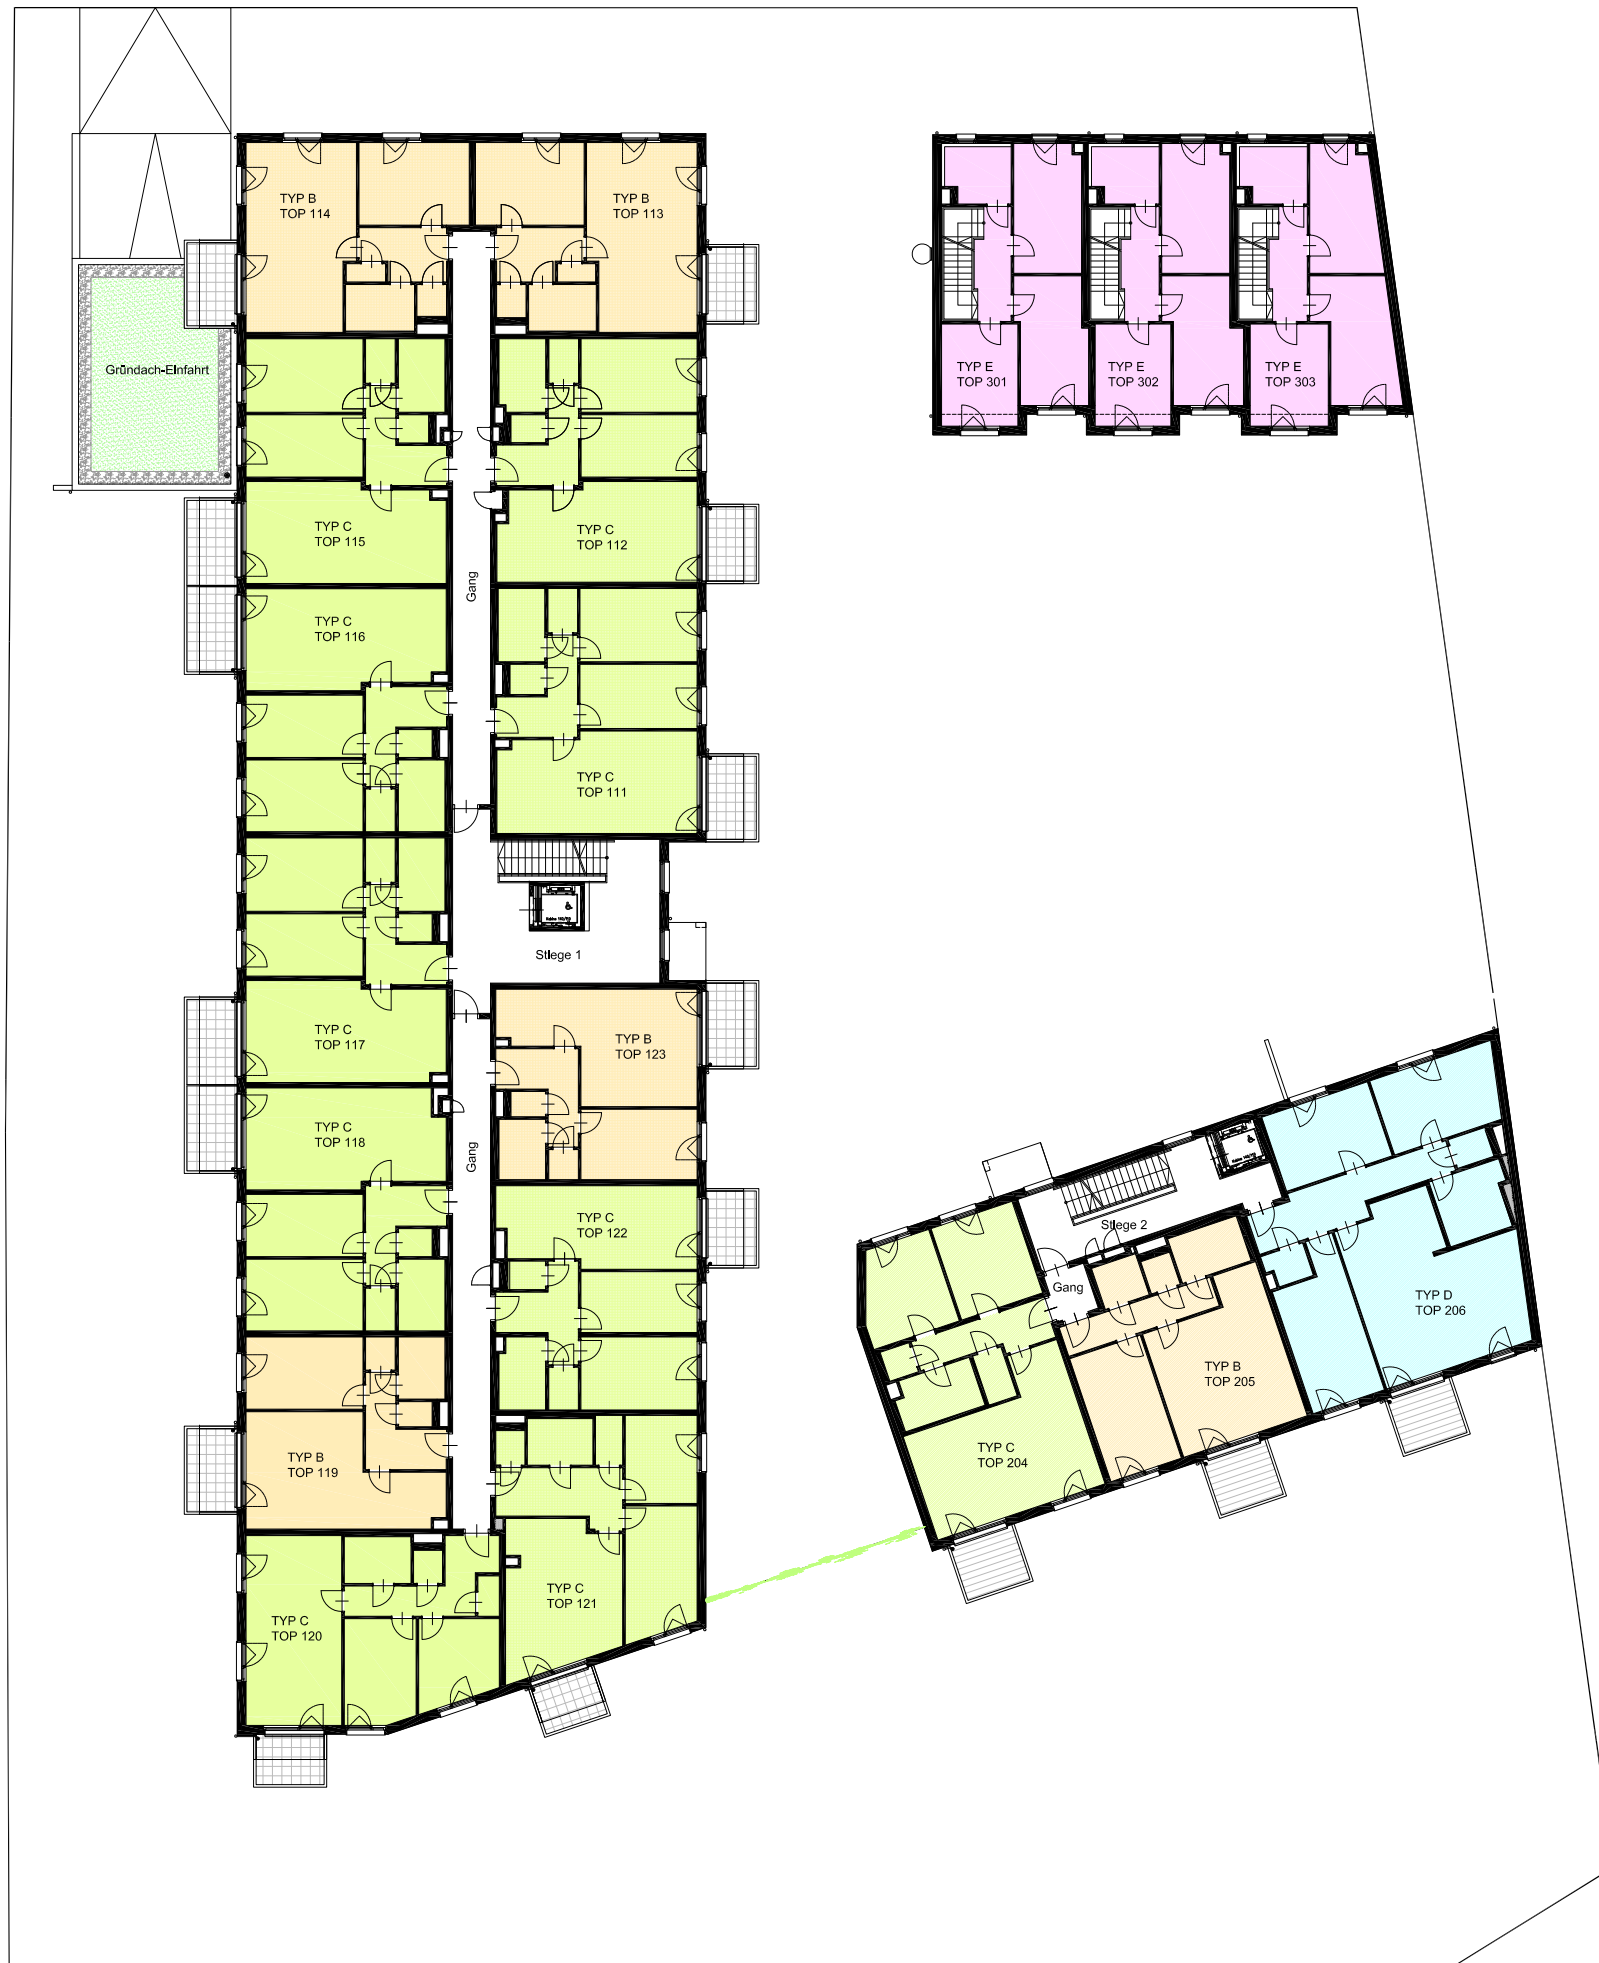 TYP B
TOP 114
TYP B
TOP 113
Gründach-Einfahrt
TYP E
TOP 301
TYP E
TOP 302
TYP E
TOP 303
TYP C
TOP 115
TYP C
TOP 112
Gang
TYP C
TOP 116
TYP C
TOP 111
Stiege 1
TYP C
TOP 117
TYP B
TOP 123
TYP C
TOP 118
Gang
TYP C
TOP 122
Stiege 2
Gang
TYP D
TOP 206
TYP B
TOP 205
TYP C
TOP 204
TYP B
TOP 119
TYP C
TOP 120
TYP C
TOP 121